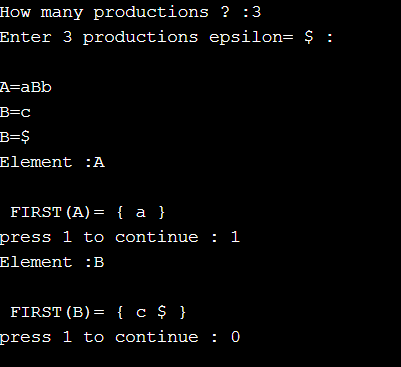 How many productions ? :3
Enter 3 productions epsilon= $ :
A=aBb
B=c
B=$
Element :A
FIRST(A)= { a }
press 1 to continue : 1
Element :B
FIRST(B)= { c $ }
press 1 to continue : 0